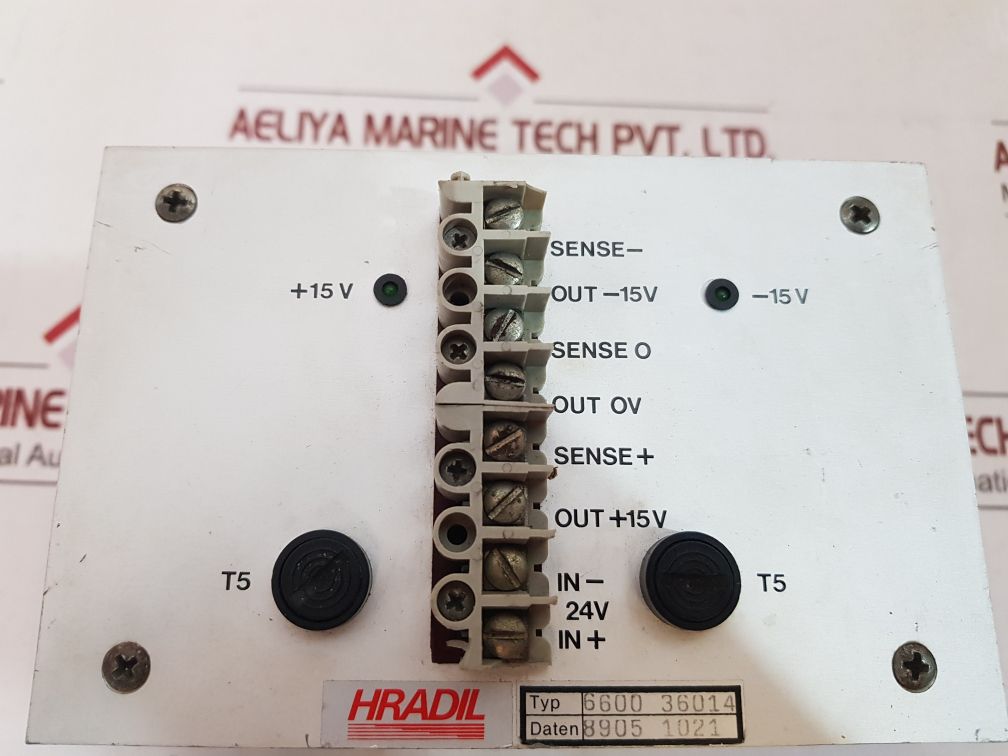 AELIYA MARINE TECH PVT. LTD.
SENSE−
+15 V
OUT −15V
−15V
SENSE O
OUT OV
SENSE+
OUT +15V
T5
IN −
24V
IN +
T5
HRADIL
Typ 6600 36014
Daten 8905 1021